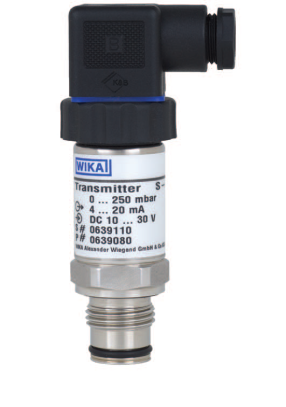 WIKA
Transmitter S-
0 ... 250 mbar
4 ... 20 mA
DC 10 ... 30 V
S# 0639110
P# 0639080
WIKA Alexander Wiegand GmbH & Co